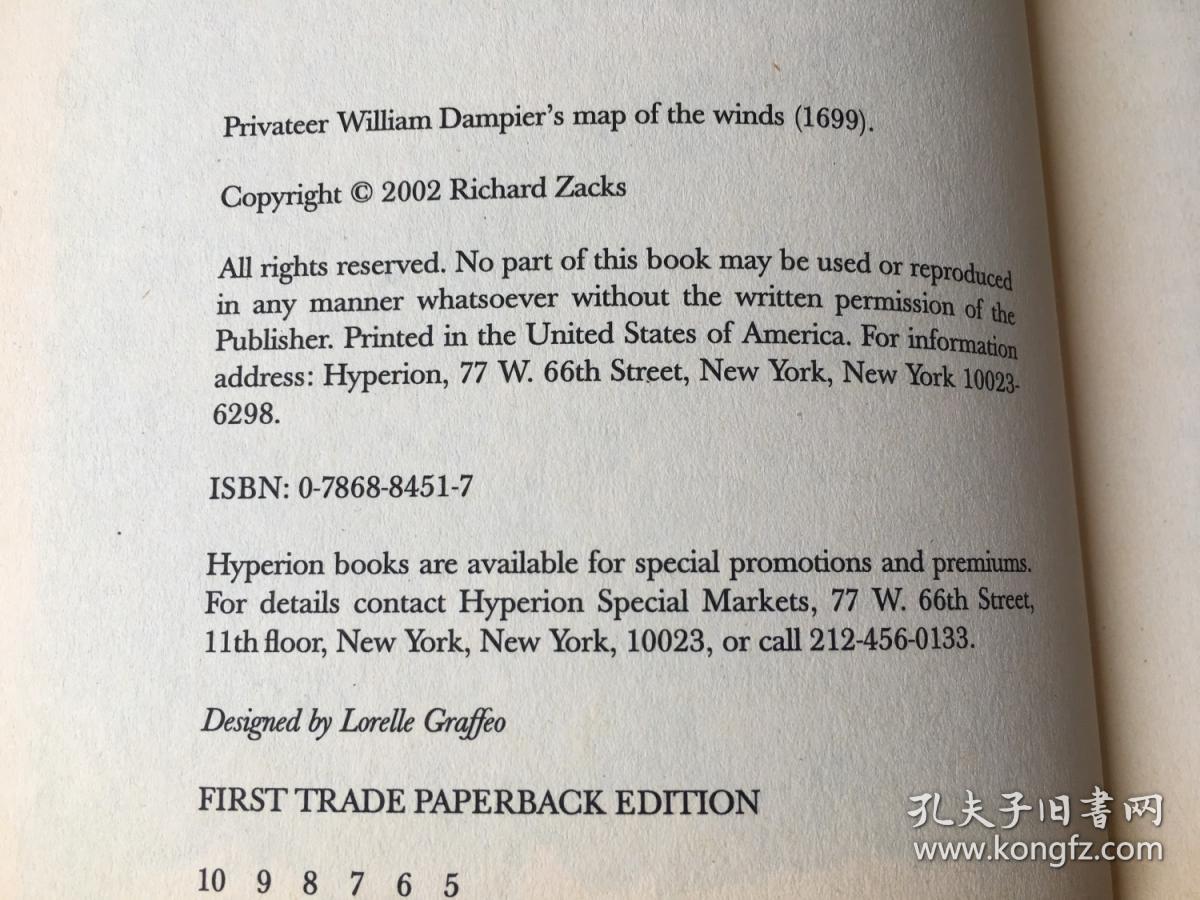 Privateer William Dampier's map of the winds (1699).
Copyright © 2002 Richard Zacks
All rights reserved. No part of this book may be used or reproduced
in any manner whatsoever without the written permission of the
Publisher. Printed in the United States of America. For information
address: Hyperion, 77 W. 66th Street, New York, New York 10023-
6298.
ISBN: 0-7868-8451-7
Hyperion books are available for special promotions and premiums.
For details contact Hyperion Special Markets, 77 W. 66th Street,
11th floor, New York, New York, 10023, or call 212-456-0133.
Designed by Lorelle Graffeo
FIRST TRADE PAPERBACK EDITION
10 9 8 7 6 5
孔夫子旧书网
www.kongfz.com